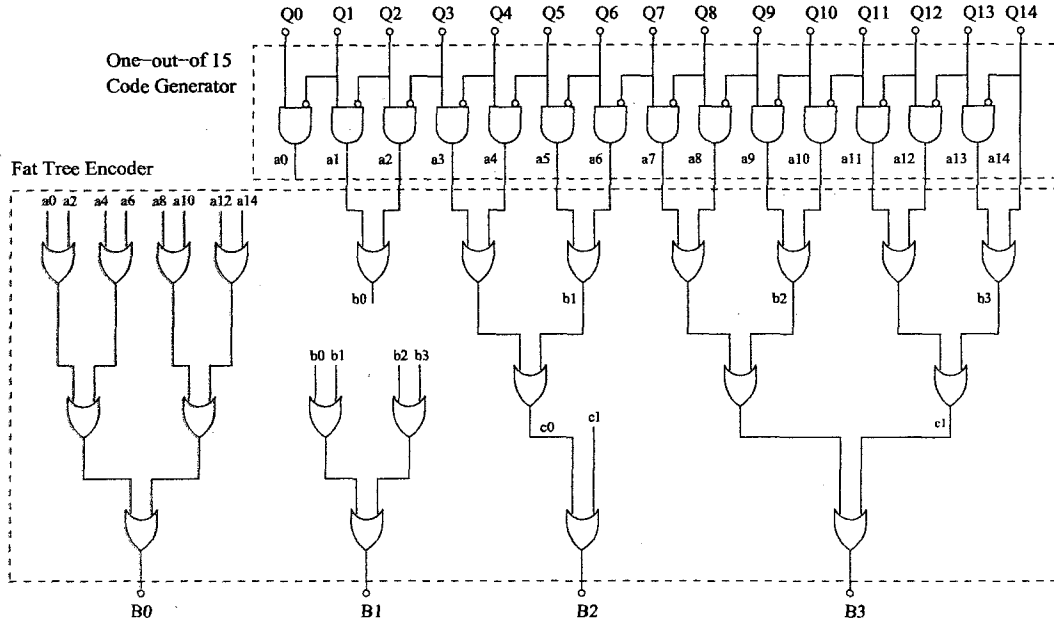 Q0 Q1 Q2 Q3 Q4 Q5 Q6 Q7 Q8 Q9 Q10 Q11 Q12 Q13 Q14
One-out-of 15
Code Generator
a0 a1 a2 a3 a4 a5 a6 a7 a8 a9 a10 a11 a12 a13 a14
Fat Tree Encoder
a0 a2 a4 a6 a8 a10 a12 a14
b0 b1 b2 b3
b0 b1 b2 b3
c0 c1 c1
B0 B1 B2 B3